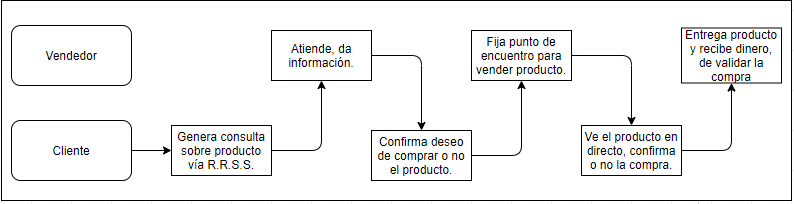 Vendedor
Atiende, da
información.
Fija punto de
encuentro para
vender producto.
Entrega producto
y recibe dinero,
de validar la
compra
Cliente
Genera consulta
sobre producto
vía R.R.S.S.
Confirma deseo
de comprar o no
el producto.
Ve el producto en
directo, confirma
o no la compra.